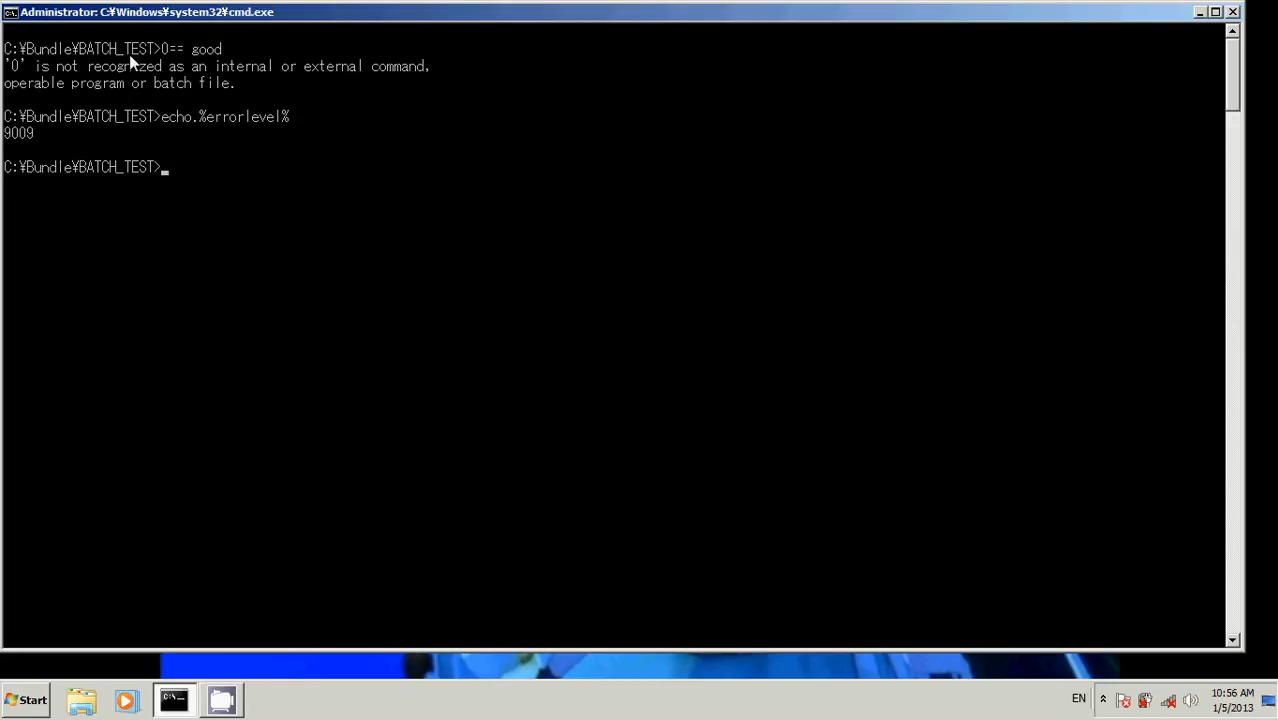 Administrator: C:¥Windows¥system32¥cmd.exe
C:¥Bundle¥BATCH_TEST>0== good
'0' is not recognized as an internal or external command,
operable program or batch file.
C:¥Bundle¥BATCH_TEST>echo.%errorlevel%
9009
C:¥Bundle¥BATCH_TEST>
Start
EN
10:56 AM
1/5/2013